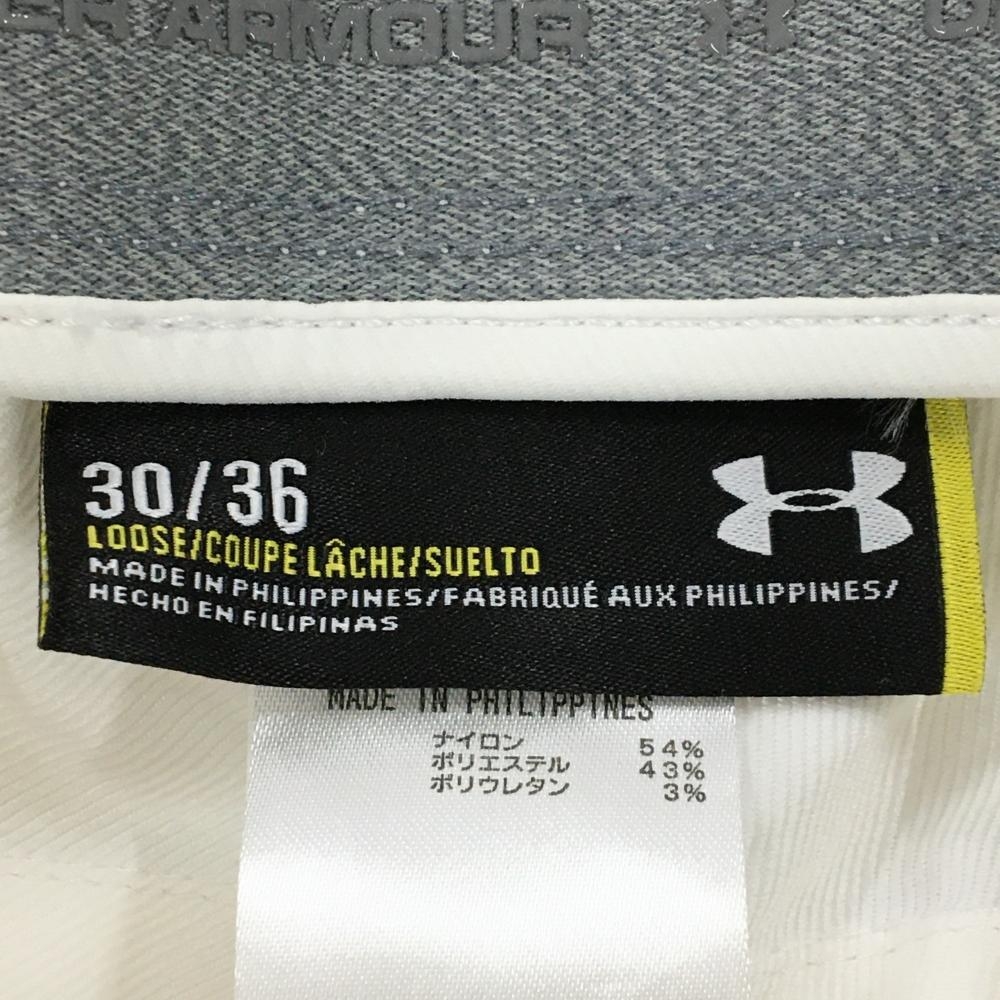 ER ARMOUR
30/36
LOOSE/COUPE LÂCHE/SUELTO
MADE IN PHILIPPINES/FABRIQUÉ AUX PHILIPPINES/
HECHO EN FILIPINAS
MADE IN PHILIPPINES
ナイロン 54%
ポリエステル 43%
ポリウレタン 3%